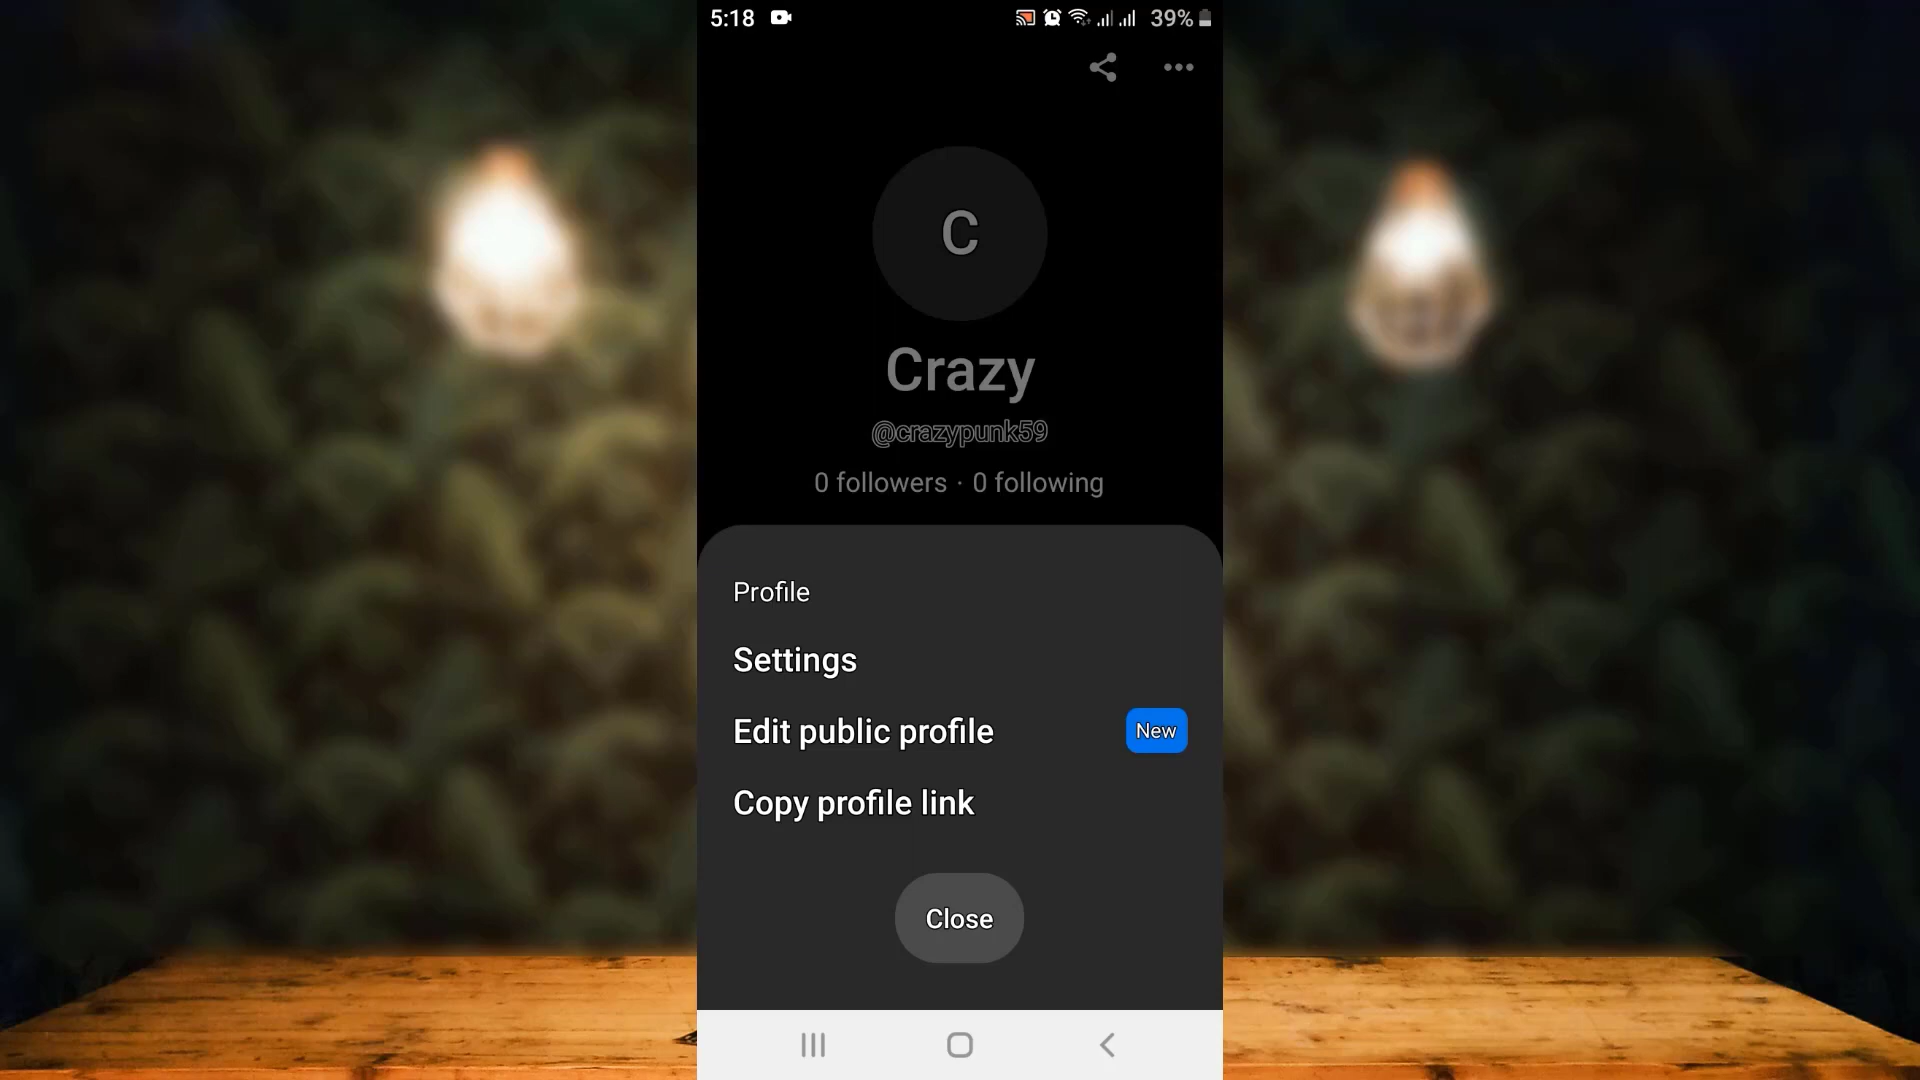 5:18
39%
C
Crazy
@crazypunk59
0 followers · 0 following
Profile
Settings
Edit public profile
New
Copy profile link
Close